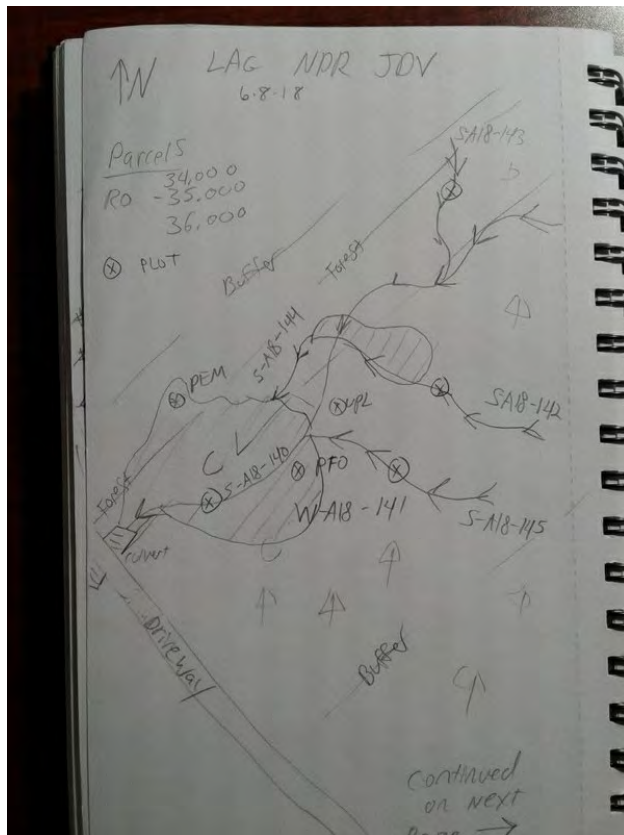 N
LAG NDR JDV
6-8-18
Parcels
34,000
RO -35.000
36,000
PLOT
SA18-143
Buffer
Forest
S-A18-144
PEM
UPL
SA18-142
CL
S-A18-140
PFO
W-A18-141
S-A18-145
Forest
culvert
Driveway
Buffer
Continued
on Next